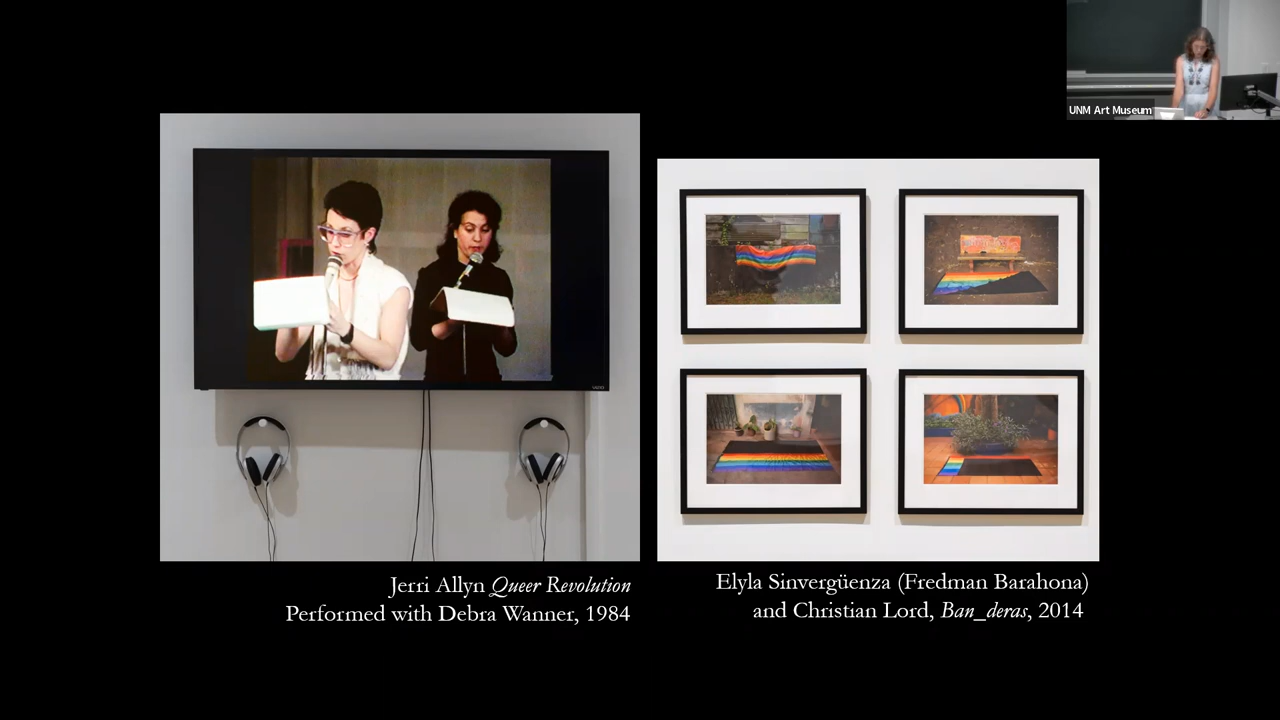 UNM Art Museum
Jerri Allyn Queer Revolution
Performed with Debra Wanner, 1984
Elyla Sinvergüenza (Fredman Barahona)
and Christian Lord, Ban_deras, 2014